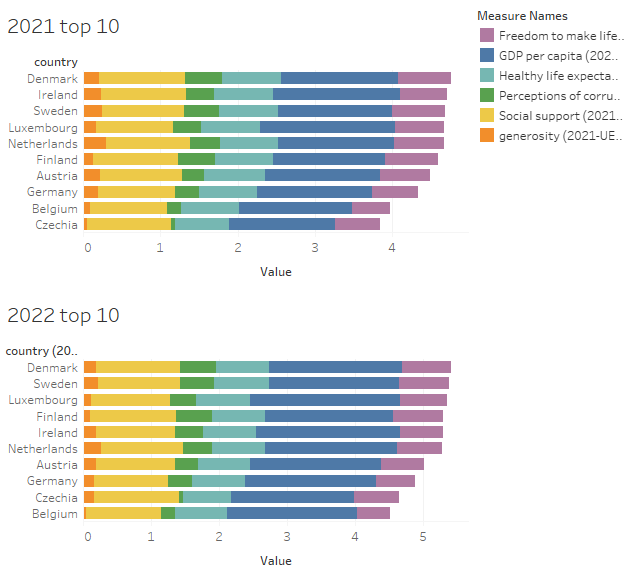 2021 top 10
country
Denmark
Ireland
Sweden
Luxembourg
Netherlands
Finland
Austria
Germany
Belgium
Czechia
0 1 2 3 4
Value
Measure Names
Freedom to make life..
GDP per capita (202..
Healthy life expecta..
Perceptions of corru..
Social support (2021..
generosity (2021-UE..
2022 top 10
country (20..
Denmark
Sweden
Luxembourg
Finland
Ireland
Netherlands
Austria
Germany
Czechia
Belgium
0 1 2 3 4 5
Value